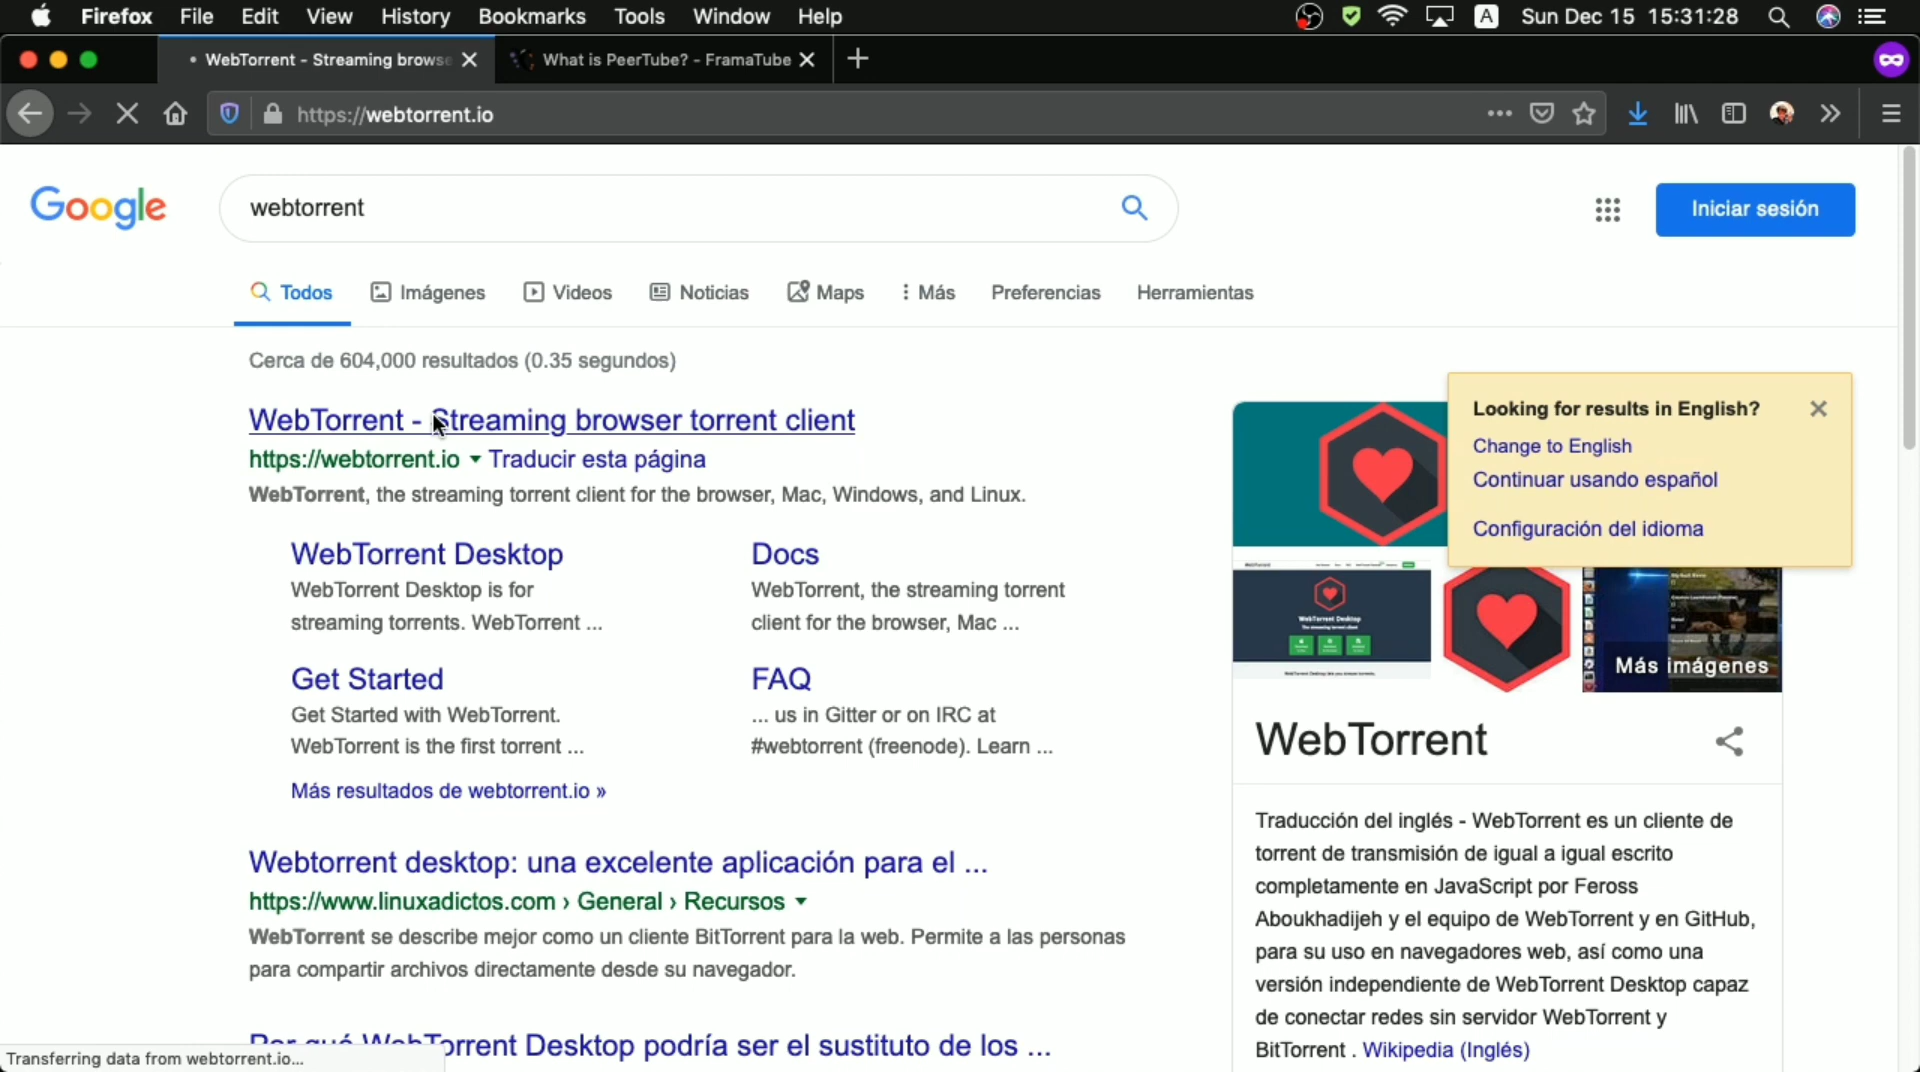 Firefox File Edit View History Bookmarks Tools Window Help A Sun Dec 15 15:31:28
WebTorrent - Streaming browse
What is PeerTube? - FramaTube
https://webtorrent.io
Google
webtorrent
Iniciar sesión
Todos Imágenes Videos Noticias Maps Más Preferencias Herramientas
Cerca de 604,000 resultados (0.35 segundos)
WebTorrent - Streaming browser torrent client
https://webtorrent.io Traducir esta página
WebTorrent, the streaming torrent client for the browser, Mac, Windows, and Linux.
WebTorrent Desktop
WebTorrent Desktop is for
streaming torrents. WebTorrent ...
Docs
WebTorrent, the streaming torrent
client for the browser, Mac ...
Get Started
Get Started with WebTorrent.
WebTorrent is the first torrent ...
FAQ
... us in Gitter or on IRC at
#webtorrent (freenode). Learn ...
Más resultados de webtorrent.io »
Webtorrent desktop: una excelente aplicación para el ...
https://www.linuxadictos.com › General › Recursos
WebTorrent se describe mejor como un cliente BitTorrent para la web. Permite a las personas
para compartir archivos directamente desde su navegador.
Por qué WebTorrent Desktop podría ser el sustituto de los ...
Transferring data from webtorrent.io...
Looking for results in English?
Change to English
Continuar usando español
Configuración del idioma
WebTorrent Desktop
Más imágenes
WebTorrent
Traducción del inglés - WebTorrent es un cliente de
torrent de transmisión de igual a igual escrito
completamente en JavaScript por Feross
Aboukhadijeh y el equipo de WebTorrent y en GitHub,
para su uso en navegadores web, así como una
versión independiente de WebTorrent Desktop capaz
de conectar redes sin servidor WebTorrent y
BitTorrent . Wikipedia (Inglés)